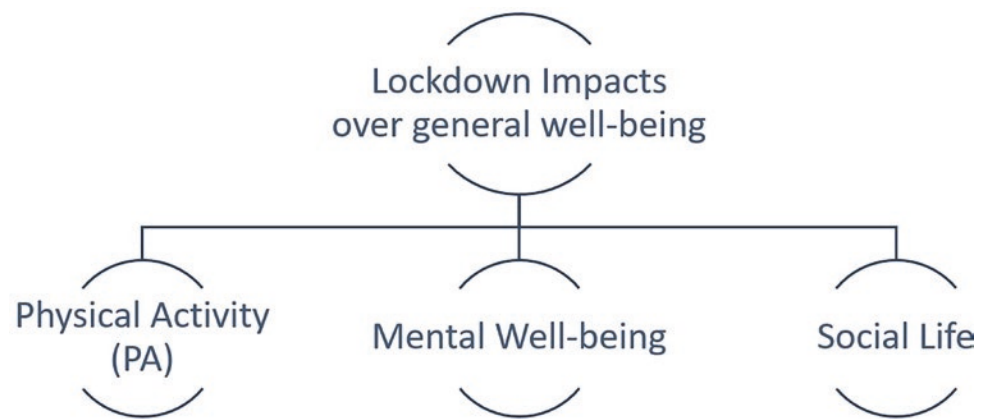 Lockdown Impacts
over general well-being
Physical Activity
(PA)
Mental Well-being
Social Life